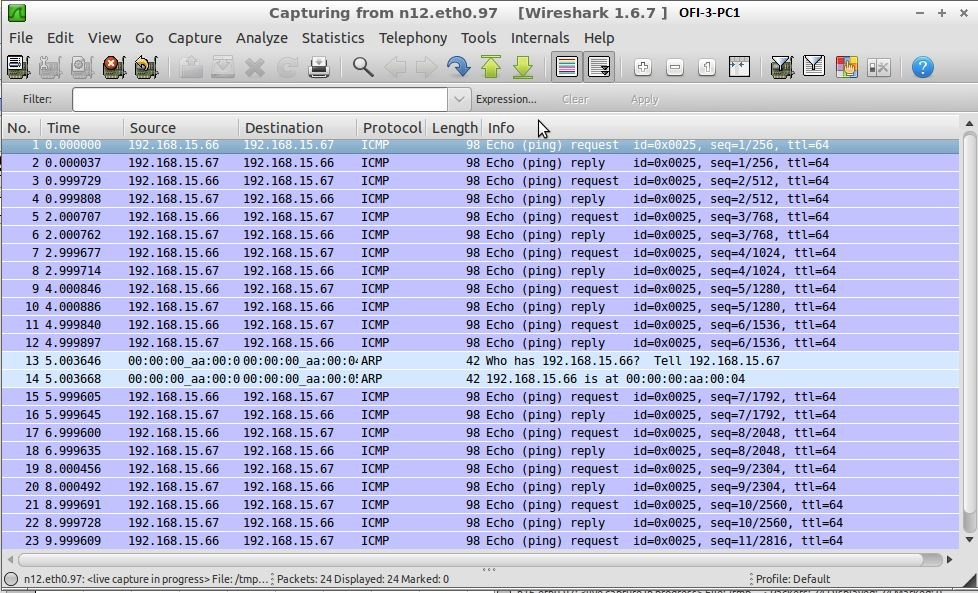 Capturing from n12.eth0.97 [Wireshark 1.6.7 ] OFI-3-PC1
File Edit View Go Capture Analyze Statistics Telephony Tools Internals Help
Filter: Expression... Clear Apply
No. Time Source Destination Protocol Length Info
1 0.000000 192.168.15.66 192.168.15.67 ICMP 98 Echo (ping) request id=0x0025, seq=1/256, ttl=64
2 0.000037 192.168.15.67 192.168.15.66 ICMP 98 Echo (ping) reply id=0x0025, seq=1/256, ttl=64
3 0.999729 192.168.15.66 192.168.15.67 ICMP 98 Echo (ping) request id=0x0025, seq=2/512, ttl=64
4 0.999808 192.168.15.67 192.168.15.66 ICMP 98 Echo (ping) reply id=0x0025, seq=2/512, ttl=64
5 2.000707 192.168.15.66 192.168.15.67 ICMP 98 Echo (ping) request id=0x0025, seq=3/768, ttl=64
6 2.000762 192.168.15.67 192.168.15.66 ICMP 98 Echo (ping) reply id=0x0025, seq=3/768, ttl=64
7 2.999677 192.168.15.66 192.168.15.67 ICMP 98 Echo (ping) request id=0x0025, seq=4/1024, ttl=64
8 2.999714 192.168.15.67 192.168.15.66 ICMP 98 Echo (ping) reply id=0x0025, seq=4/1024, ttl=64
9 4.000846 192.168.15.66 192.168.15.67 ICMP 98 Echo (ping) request id=0x0025, seq=5/1280, ttl=64
10 4.000886 192.168.15.67 192.168.15.66 ICMP 98 Echo (ping) reply id=0x0025, seq=5/1280, ttl=64
11 4.999840 192.168.15.66 192.168.15.67 ICMP 98 Echo (ping) request id=0x0025, seq=6/1536, ttl=64
12 4.999897 192.168.15.67 192.168.15.66 ICMP 98 Echo (ping) reply id=0x0025, seq=6/1536, ttl=64
13 5.003646 00:00:00_aa:00:0 00:00:00_aa:00:04 ARP 42 Who has 192.168.15.66? Tell 192.168.15.67
14 5.003668 00:00:00_aa:00:0 00:00:00_aa:00:05 ARP 42 192.168.15.66 is at 00:00:00:aa:00:04
15 5.999605 192.168.15.66 192.168.15.67 ICMP 98 Echo (ping) request id=0x0025, seq=7/1792, ttl=64
16 5.999645 192.168.15.67 192.168.15.66 ICMP 98 Echo (ping) reply id=0x0025, seq=7/1792, ttl=64
17 6.999600 192.168.15.66 192.168.15.67 ICMP 98 Echo (ping) request id=0x0025, seq=8/2048, ttl=64
18 6.999635 192.168.15.67 192.168.15.66 ICMP 98 Echo (ping) reply id=0x0025, seq=8/2048, ttl=64
19 8.000456 192.168.15.66 192.168.15.67 ICMP 98 Echo (ping) request id=0x0025, seq=9/2304, ttl=64
20 8.000492 192.168.15.67 192.168.15.66 ICMP 98 Echo (ping) reply id=0x0025, seq=9/2304, ttl=64
21 8.999691 192.168.15.66 192.168.15.67 ICMP 98 Echo (ping) request id=0x0025, seq=10/2560, ttl=64
22 8.999728 192.168.15.67 192.168.15.66 ICMP 98 Echo (ping) reply id=0x0025, seq=10/2560, ttl=64
23 9.999609 192.168.15.66 192.168.15.67 ICMP 98 Echo (ping) request id=0x0025, seq=11/2816, ttl=64
n12.eth0.97: <live capture in progress> File: /tmp... Packets: 24 Displayed: 24 Marked: 0 Profile: Default